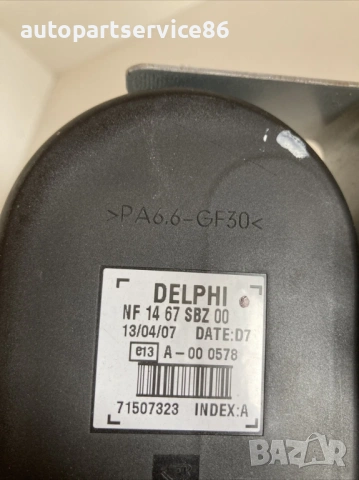 autopartservice86
>PA6.6-GF30<
DELPHI
NF 14 67 SBZ 00
13/04/07 DATE:D7
e13 A-00 0578
71507323 INDEX:A
BAZAR